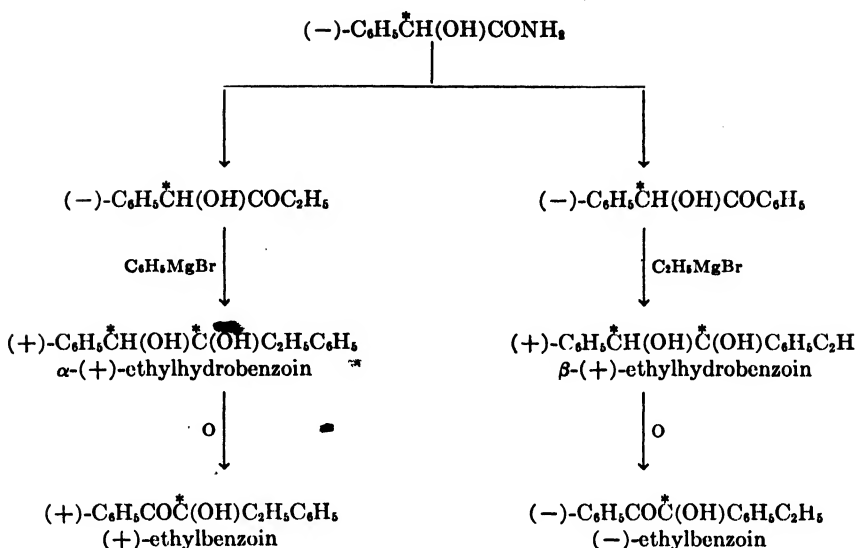 (−)-C₆H₅C*H(OH)CONH₂
(−)-C₆H₅C*H(OH)COC₂H₅ (−)-C₆H₅C*H(OH)COC₆H₅
C₆H₅MgBr C₂H₅MgBr
(+)-C₆H₅C*H(OH)C*(OH)C₂H₅C₆H₅ (+)-C₆H₅C*H(OH)C*(OH)C₆H₅C₂H
α-(+)-ethylhydrobenzoin β-(+)-ethylhydrobenzoin
O O
(+)-C₆H₅COC*(OH)C₂H₅C₆H₅ (−)-C₆H₅COC*(OH)C₆H₅C₂H₅
(+)-ethylbenzoin (−)-ethylbenzoin